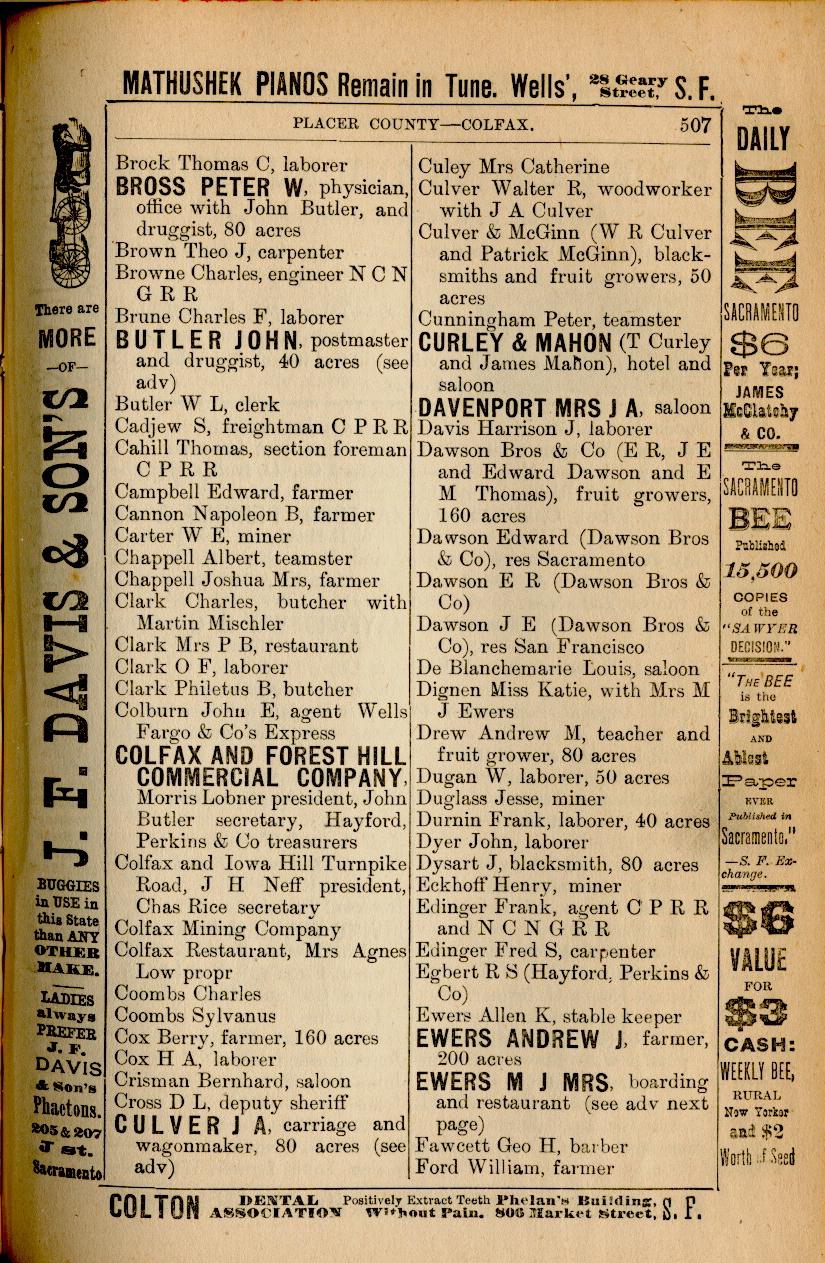 MATHUSHEK PIANOS Remain in Tune. Wells', 28 Geary Street, S. F.
PLACER COUNTY—COLFAX. 507
Brock Thomas C, laborer
BROSS PETER W, physician,
office with John Butler, and
druggist, 80 acres
Brown Theo J, carpenter
Browne Charles, engineer N C N
G R R
Brune Charles F, laborer
BUTLER JOHN, postmaster
and druggist, 40 acres (see
adv)
Butler W L, clerk
Cadjew S, freightman C P R R
Cahill Thomas, section foreman
C P R R
Campbell Edward, farmer
Cannon Napoleon B, farmer
Carter W E, miner
Chappell Albert, teamster
Chappell Joshua Mrs, farmer
Clark Charles, butcher with
Martin Mischler
Clark Mrs P B, restaurant
Clark O F, laborer
Clark Philetus B, butcher
Colburn John E, agent Wells
Fargo & Co's Express
COLFAX AND FOREST HILL
COMMERCIAL COMPANY,
Morris Lobner president, John
Butler secretary, Hayford,
Perkins & Co treasurers
Colfax and Iowa Hill Turnpike
Road, J H Neff president,
Chas Rice secretary
Colfax Mining Company
Colfax Restaurant, Mrs Agnes
Low propr
Coombs Charles
Coombs Sylvanus
Cox Berry, farmer, 160 acres
Cox H A, laborer
Crisman Bernhard, saloon
Cross D L, deputy sheriff
CULVER J A, carriage and
wagonmaker, 80 acres (see
adv)
Culey Mrs Catherine
Culver Walter R, woodworker
with J A Culver
Culver & McGinn (W R Culver
and Patrick McGinn), black-
smiths and fruit growers, 50
acres
Cunningham Peter, teamster
CURLEY & MAHON (T Curley
and James Mahon), hotel and
saloon
DAVENPORT MRS J A, saloon
Davis Harrison J, laborer
Dawson Bros & Co (E R, J E
and Edward Dawson and E
M Thomas), fruit growers,
160 acres
Dawson Edward (Dawson Bros
& Co), res Sacramento
Dawson E R (Dawson Bros &
Co)
Dawson J E (Dawson Bros &
Co), res San Francisco
De Blanchemarie Louis, saloon
Dignen Miss Katie, with Mrs M
J Ewers
Drew Andrew M, teacher and
fruit grower, 80 acres
Dugan W, laborer, 50 acres
Duglass Jesse, miner
Durnin Frank, laborer, 40 acres
Dyer John, laborer
Dysart J, blacksmith, 80 acres
Eckhoff Henry, miner
Edinger Frank, agent C P R R
and N C N G R R
Edinger Fred S, carpenter
Egbert R S (Hayford, Perkins &
Co)
Ewers Allen K, stable keeper
EWERS ANDREW J, farmer,
200 acres
EWERS M J MRS, boarding
and restaurant (see adv next
page)
Fawcett Geo H, barber
Ford William, farmer
There are
MORE
—OF—
J. F. DAVIS & SON'S
BUGGIES
in USE in
this State
than ANY
OTHER
MAKE.
LADIES
always
PREFER
J. F.
DAVIS
& Son's
Phaetons.
205 & 207
J St.
Sacramento
The
DAILY
BEE
SACRAMENTO
$6
Per Year;
JAMES
McClatchy
& CO.
The
SACRAMENTO
BEE
Published
15,500
COPIES
of the
"SAWYER
DECISION."
"THE BEE
is the
Brightest
AND
Ablest
Paper
EVER
Published in
Sacramento."
—S. F. Ex-
change.
$6
VALUE
FOR
$3
CASH:
WEEKLY BEE,
RURAL
New Yorker
and $2
Worth of Seed
COLTON DENTAL ASSOCIATION Positively Extract Teeth Without Pain. Phelan's Building, 806 Market Street, S. F.